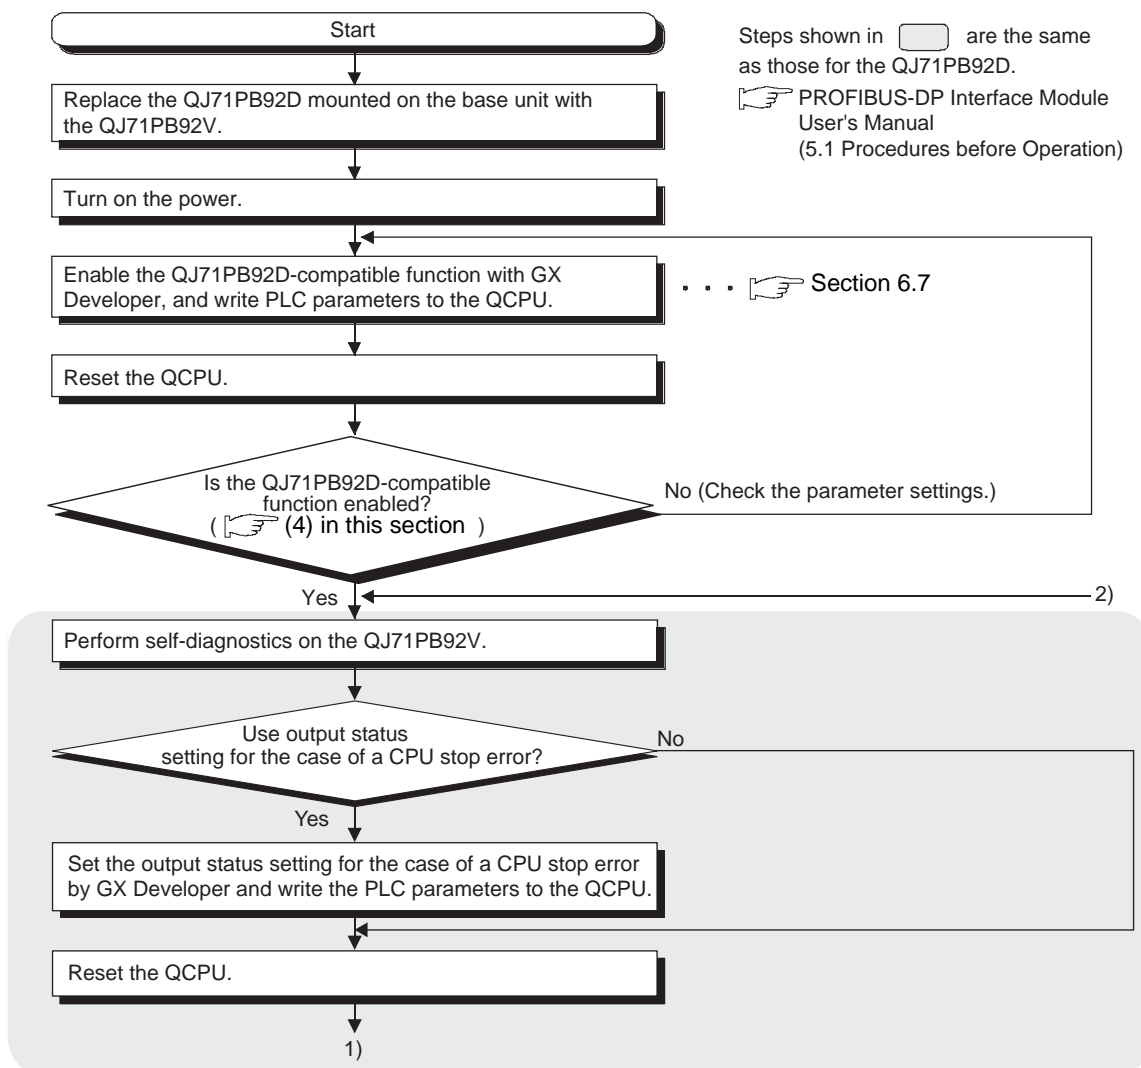 Start
Steps shown in are the same
as those for the QJ71PB92D.
PROFIBUS-DP Interface Module
User's Manual
(5.1 Procedures before Operation)
Replace the QJ71PB92D mounted on the base unit with
the QJ71PB92V.
Turn on the power.
Enable the QJ71PB92D-compatible function with GX
Developer, and write PLC parameters to the QCPU.
. . . Section 6.7
Reset the QCPU.
Is the QJ71PB92D-compatible
function enabled?
( (4) in this section )
No (Check the parameter settings.)
Yes
2)
Perform self-diagnostics on the QJ71PB92V.
Use output status
setting for the case of a CPU stop error?
No
Yes
Set the output status setting for the case of a CPU stop error
by GX Developer and write the PLC parameters to the QCPU.
Reset the QCPU.
1)